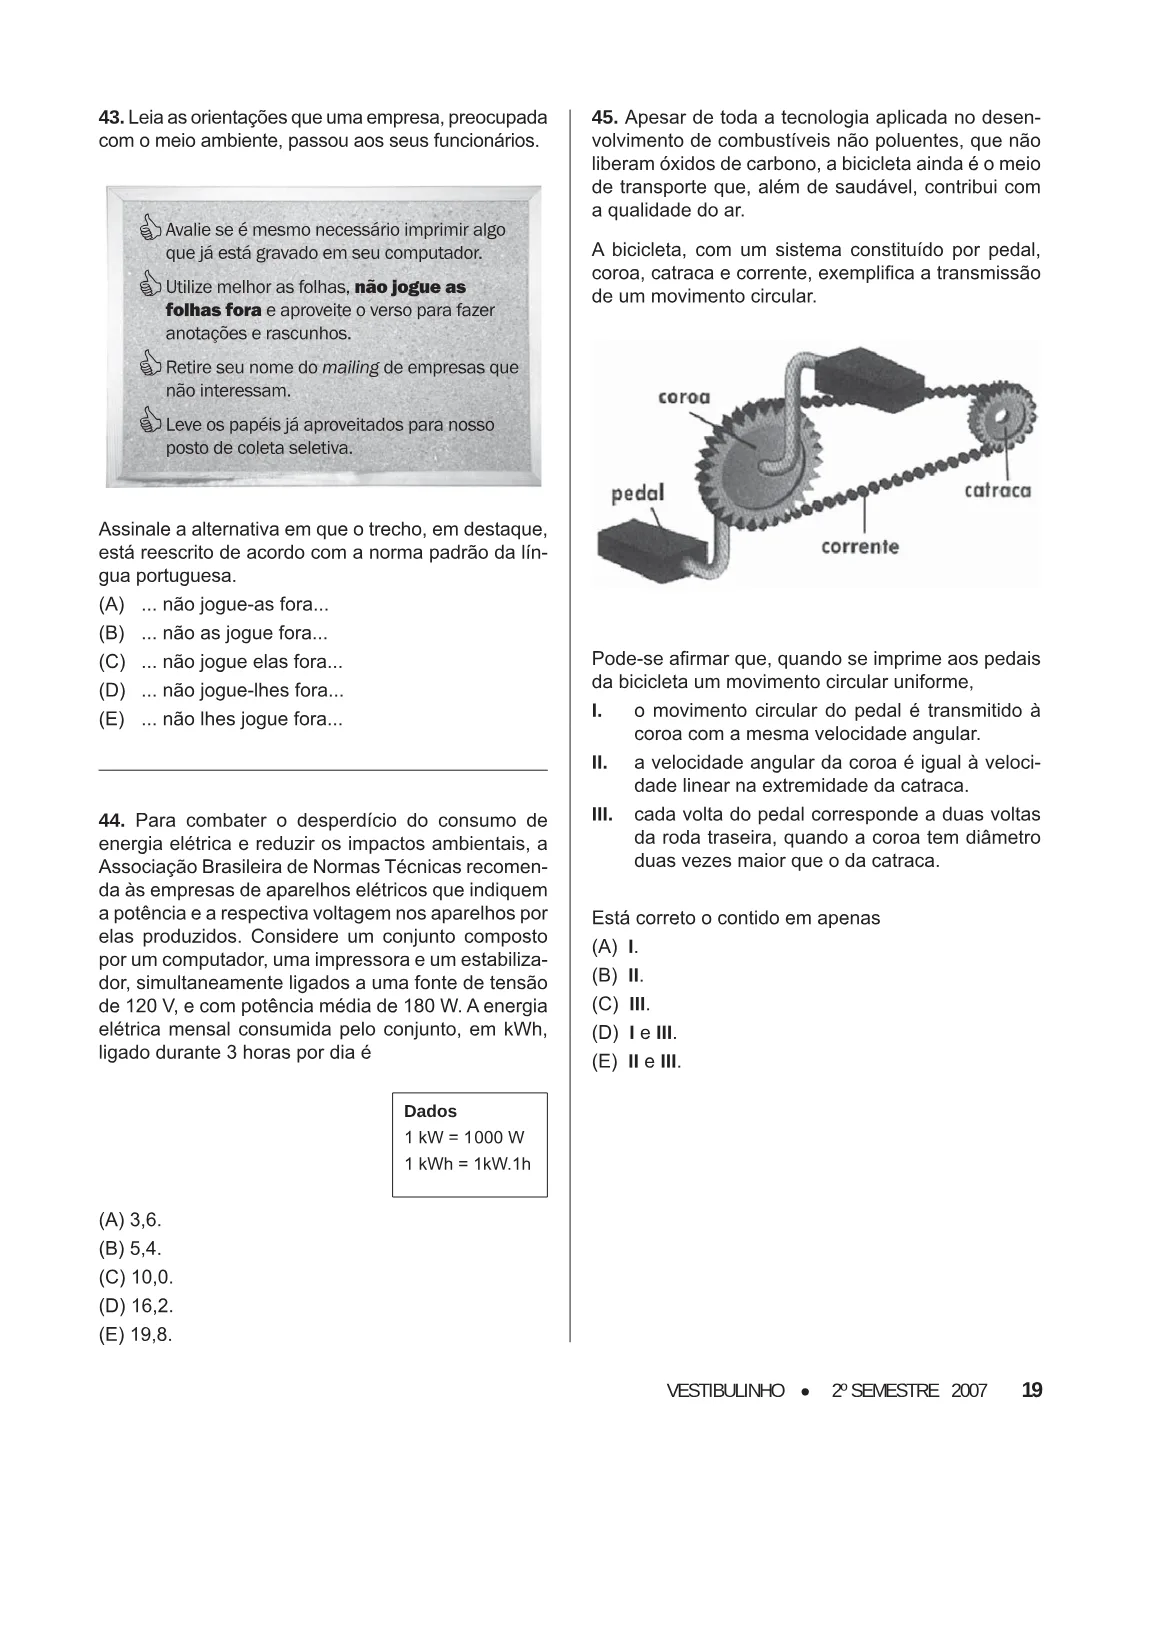 43. Leia as orientações que uma empresa, preocupada
com o meio ambiente, passou aos seus funcionários.
Avalie se é mesmo necessário imprimir algo
que já está gravado em seu computador.
Utilize melhor as folhas, não jogue as
folhas fora e aproveite o verso para fazer
anotações e rascunhos.
Retire seu nome do mailing de empresas que
não interessam.
Leve os papéis já aproveitados para nosso
posto de coleta seletiva.
Assinale a alternativa em que o trecho, em destaque,
está reescrito de acordo com a norma padrão da lín-
gua portuguesa.
(A) ... não jogue-as fora...
(B) ... não as jogue fora...
(C) ... não jogue elas fora...
(D) ... não jogue-lhes fora...
(E) ... não lhes jogue fora...
44. Para combater o desperdício do consumo de
energia elétrica e reduzir os impactos ambientais, a
Associação Brasileira de Normas Técnicas recomen-
da às empresas de aparelhos elétricos que indiquem
a potência e a respectiva voltagem nos aparelhos por
elas produzidos. Considere um conjunto composto
por um computador, uma impressora e um estabiliza-
dor, simultaneamente ligados a uma fonte de tensão
de 120 V, e com potência média de 180 W. A energia
elétrica mensal consumida pelo conjunto, em kWh,
ligado durante 3 horas por dia é
Dados
1 kW = 1000 W
1 kWh = 1kW.1h
(A) 3,6.
(B) 5,4.
(C) 10,0.
(D) 16,2.
(E) 19,8.
45. Apesar de toda a tecnologia aplicada no desen-
volvimento de combustíveis não poluentes, que não
liberam óxidos de carbono, a bicicleta ainda é o meio
de transporte que, além de saudável, contribui com
a qualidade do ar.
A bicicleta, com um sistema constituído por pedal,
coroa, catraca e corrente, exemplifica a transmissão
de um movimento circular.
coroa
pedal
catraca
corrente
Pode-se afirmar que, quando se imprime aos pedais
da bicicleta um movimento circular uniforme,
I. o movimento circular do pedal é transmitido à
coroa com a mesma velocidade angular.
II. a velocidade angular da coroa é igual à veloci-
dade linear na extremidade da catraca.
III. cada volta do pedal corresponde a duas voltas
da roda traseira, quando a coroa tem diâmetro
duas vezes maior que o da catraca.
Está correto o contido em apenas
(A) I.
(B) II.
(C) III.
(D) I e III.
(E) II e III.
VESTIBULINHO • 2º SEMESTRE 2007 19